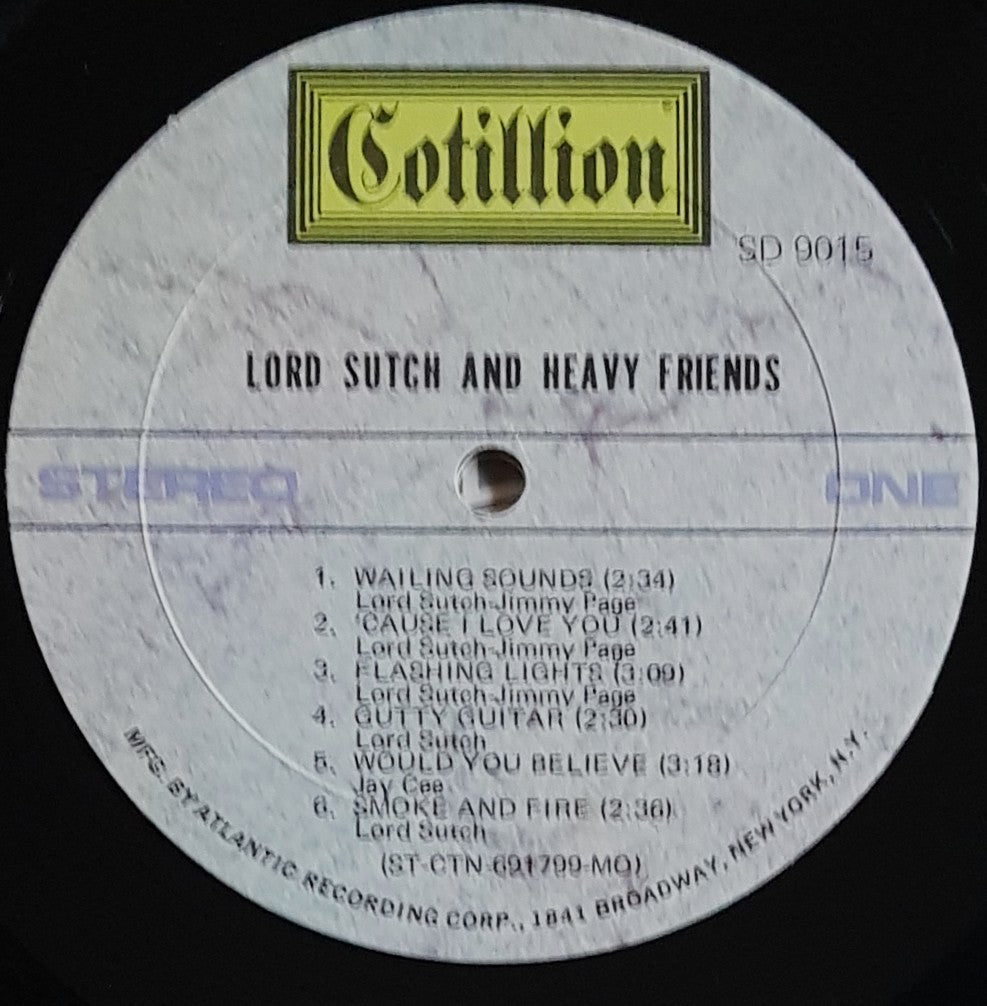 Cotillion
SD 9015
LORD SUTCH AND HEAVY FRIENDS
STEREO
ONE
1. WAILING SOUNDS (2:34)
Lord Sutch-Jimmy Page
2. 'CAUSE I LOVE YOU (2:41)
Lord Sutch-Jimmy Page
3. FLASHING LIGHTS (3:09)
Lord Sutch-Jimmy Page
4. GUTTY GUITAR (2:30)
Lord Sutch
5. WOULD YOU BELIEVE (3:18)
Jay Cee
6. SMOKE AND FIRE (2:36)
Lord Sutch
(ST-CTN-691799-MO)
MFG. BY ATLANTIC RECORDING CORP., 1841 BROADWAY, NEW YORK, N.Y.